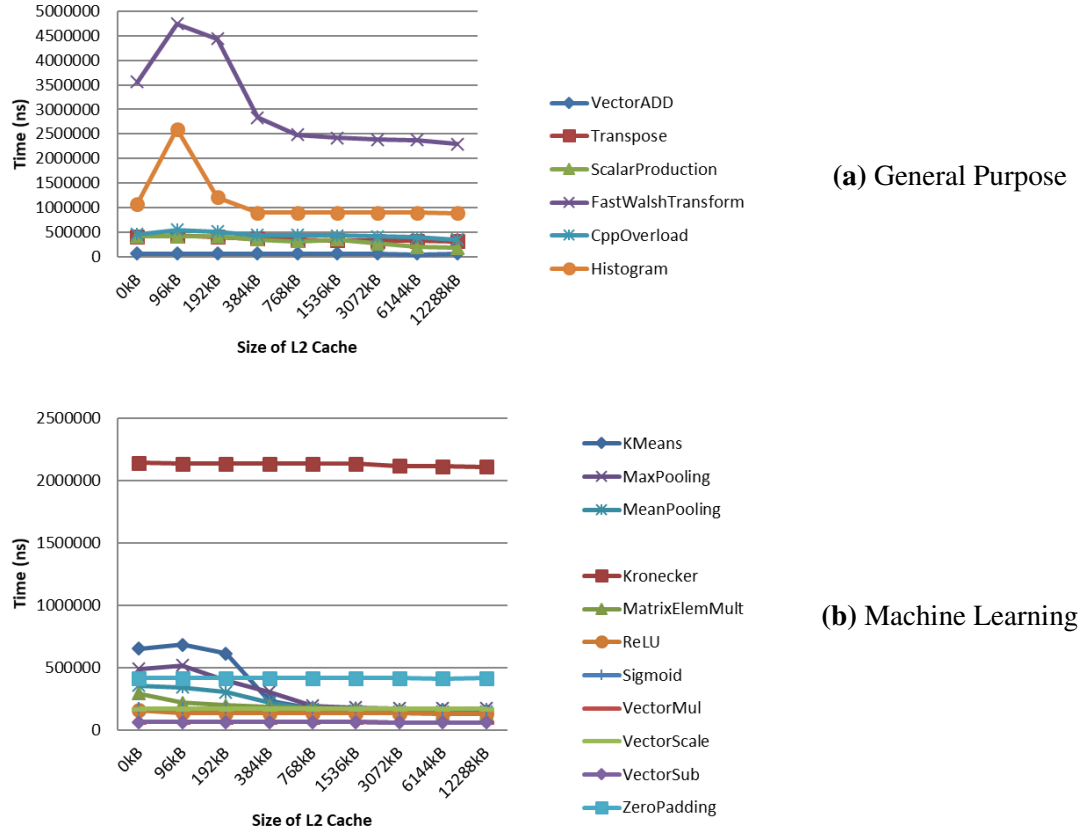 5000000
4500000
4000000
3500000
3000000
2500000
2000000
1500000
1000000
500000
0
Time (ns)
0kB
96kB
192kB
384kB
768kB
1536kB
3072kB
6144kB
12288kB
Size of L2 Cache
VectorADD
Transpose
ScalarProduction
FastWalshTransform
CppOverload
Histogram
(a) General Purpose
2500000
2000000
1500000
1000000
500000
0
Time (ns)
0kB
96kB
192kB
384kB
768kB
1536kB
3072kB
6144kB
12288kB
Size of L2 Cache
KMeans
MaxPooling
MeanPooling
Kronecker
MatrixElemMult
ReLU
Sigmoid
VectorMul
VectorScale
VectorSub
ZeroPadding
(b) Machine Learning